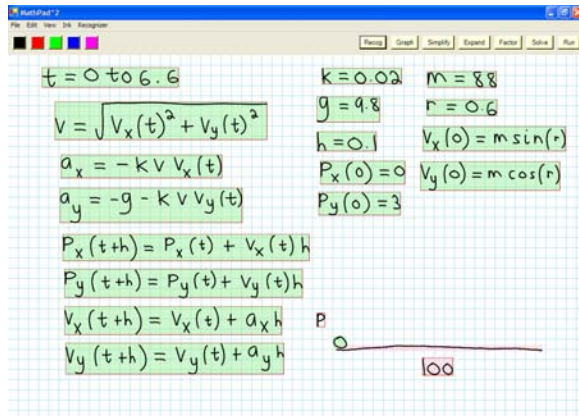 MathPad^2
File Edit View Ink Recognizer
Recog Graph Simplify Expand Factor Solve Run
t = 0 to 6.6
v = √(Vx(t)² + Vy(t)²)
ax = -k v Vx(t)
ay = -g - k v Vy(t)
Px(t+h) = Px(t) + Vx(t)h
Py(t+h) = Py(t) + Vy(t)h
Vx(t+h) = Vx(t) + axh
Vy(t+h) = Vy(t) + ayh
k = 0.02 m = 88
g = 9.8 r = 0.6
h = 0.1 Vx(0) = m sin(r)
Px(0) = 0 Vy(0) = m cos(r)
Py(0) = 3
P
100